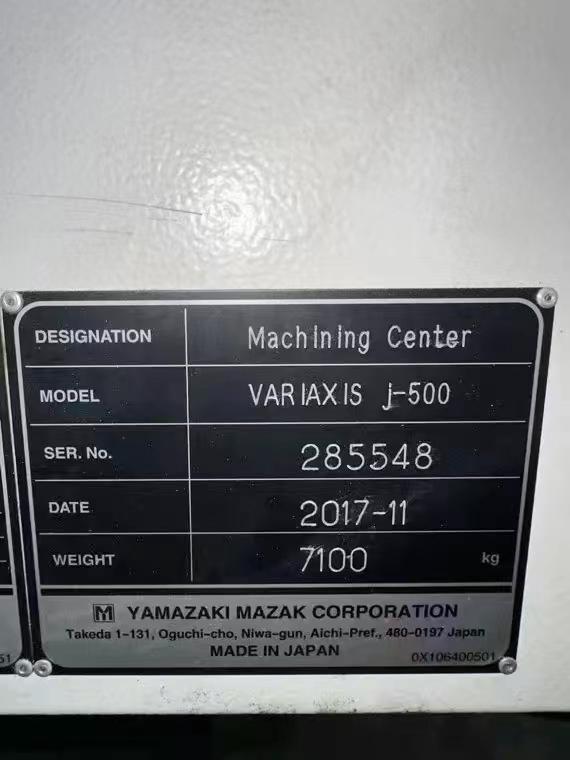 DESIGNATION Machining Center
MODEL VARIAXIS j-500
SER. No. 285548
DATE 2017-11
WEIGHT 7100 kg
M YAMAZAKI MAZAK CORPORATION
Takeda 1-131, Oguchi-cho, Niwa-gun, Aichi-Pref., 480-0197 Japan
MADE IN JAPAN
51 0X106400501